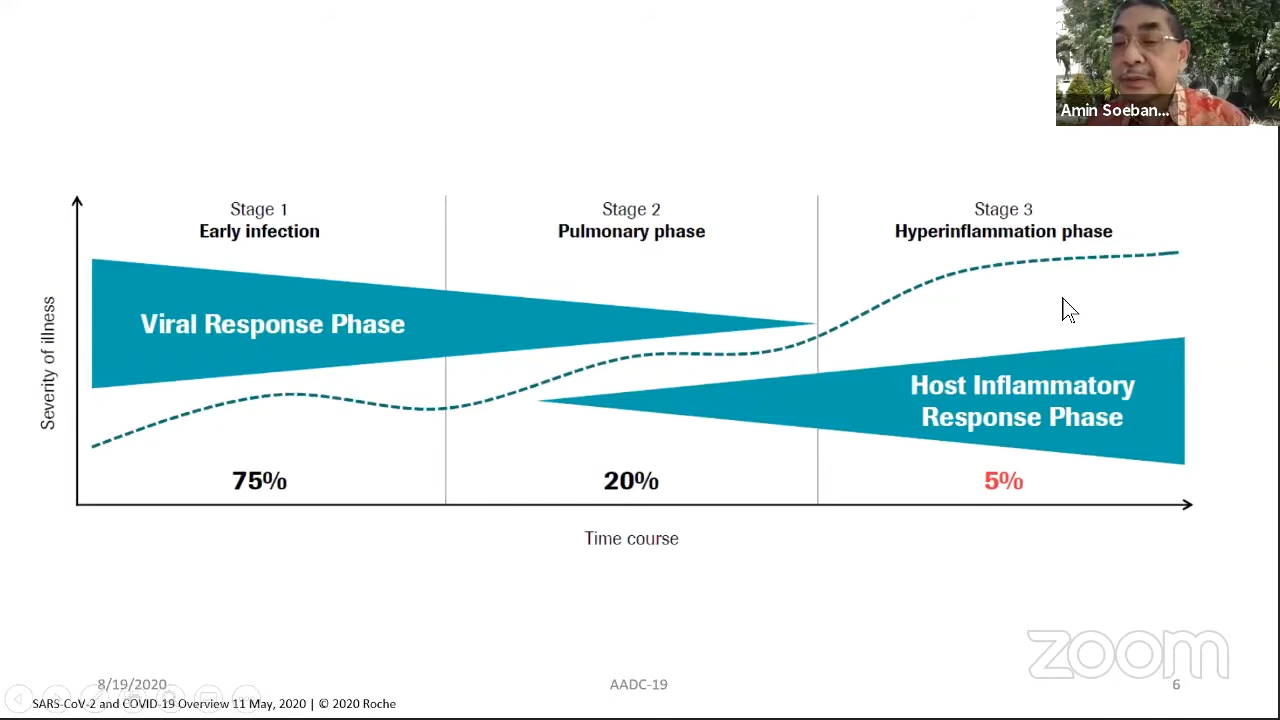 Amin Soeban...
Stage 1
Early infection
Stage 2
Pulmonary phase
Stage 3
Hyperinflammation phase
Severity of illness
Viral Response Phase
Host Inflammatory
Response Phase
75%
20%
5%
Time course
zoom
8/19/2020
AADC-19
6
SARS-CoV-2 and COVID-19 Overview 11 May, 2020 | © 2020 Roche